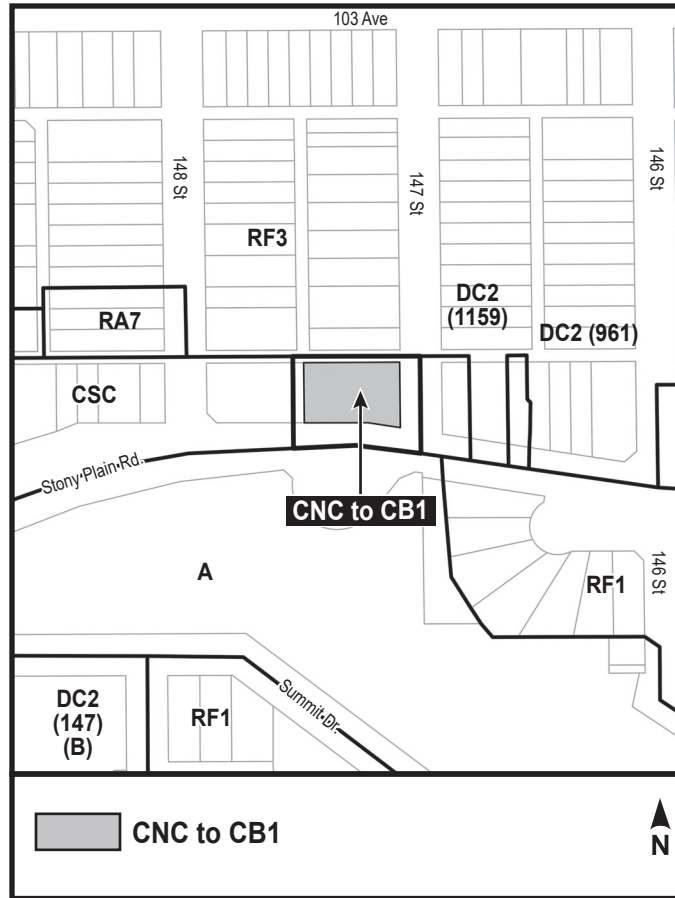 103 Ave
148 St
147 St
146 St
RF3
DC2
(1159)
DC2 (961)
RA7
CSC
Stony Plain Rd.
CNC to CB1
A
RF1
146 St
DC2
(147)
(B)
RF1
Summit Dr.
CNC to CB1
N